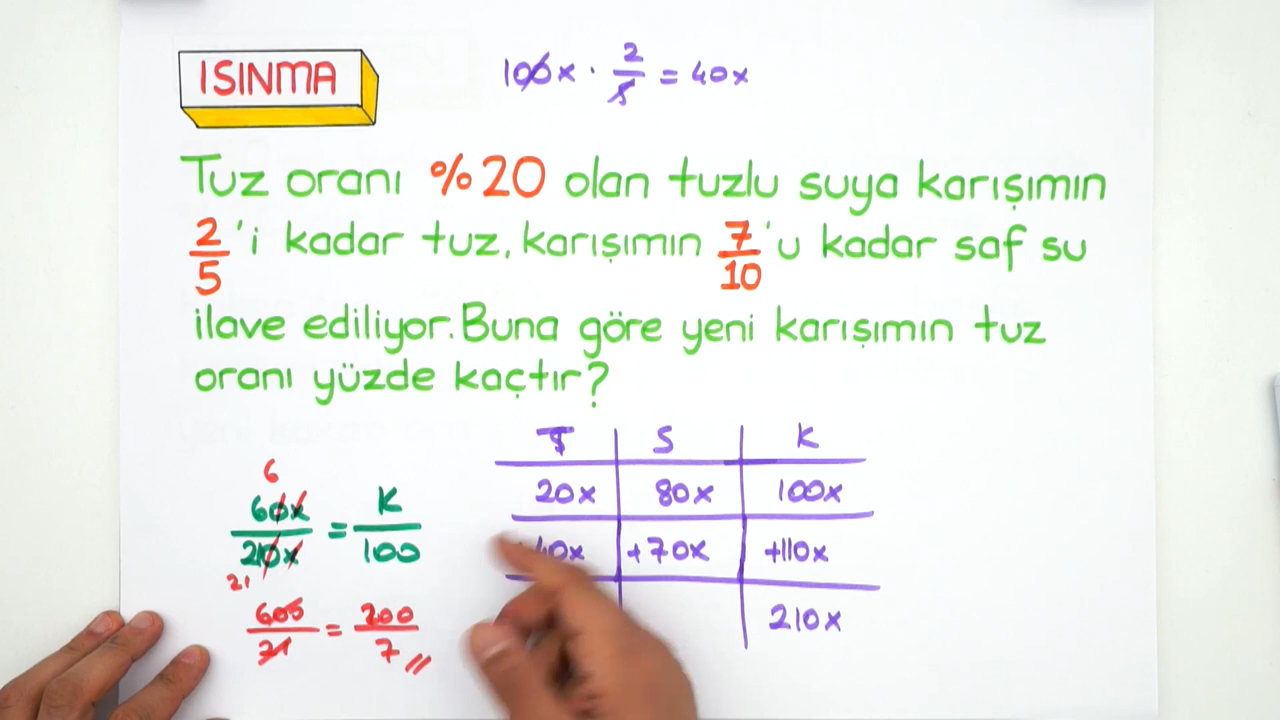 ISINMA
100x · 2/5 = 40x
Tuz oranı %20 olan tuzlu suya karışımın
2/5 'i kadar tuz, karışımın 7/10 'u kadar saf su
ilave ediliyor. Buna göre yeni karışımın tuz
oranı yüzde kaçtır?
T S K
20x 80x 100x
40x +70x +110x
210x
6
60x/210x = K/100
21
600/21 = 200/7 //